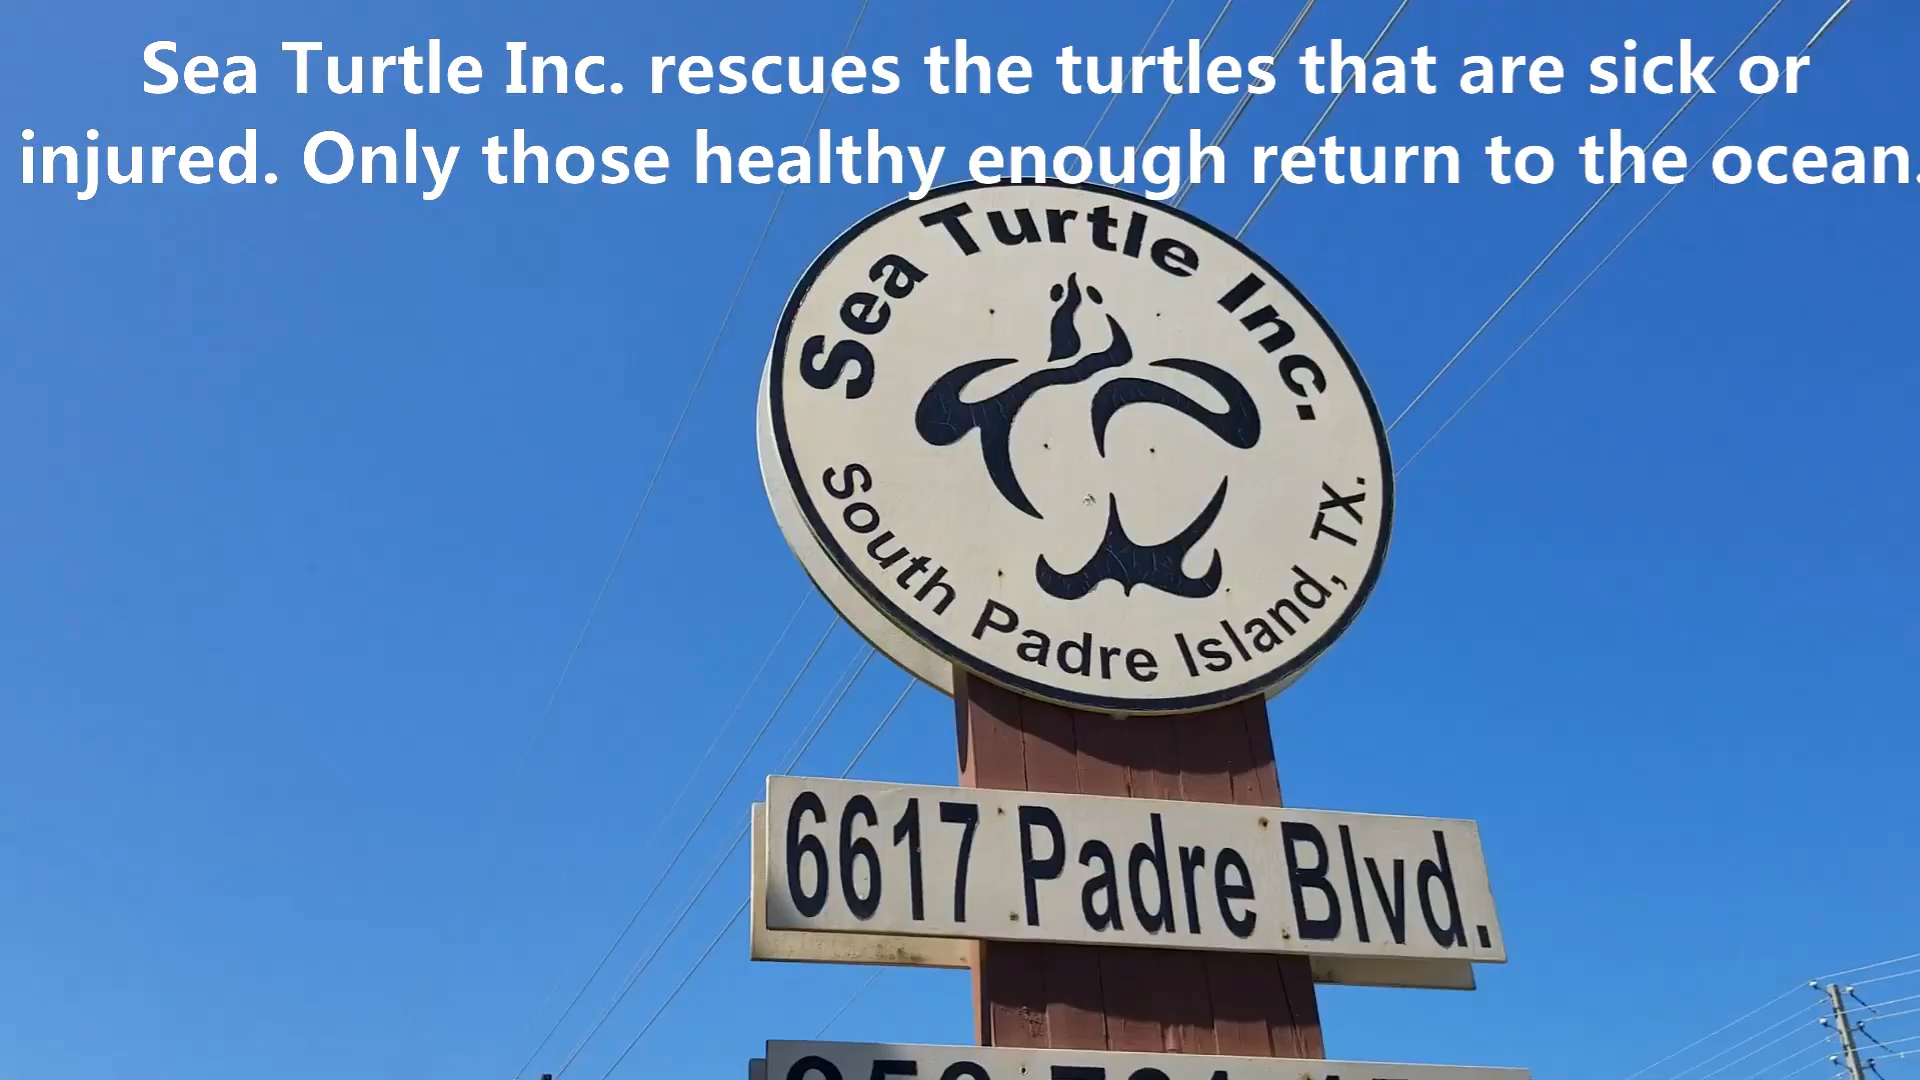 Sea Turtle Inc. rescues the turtles that are sick or
injured. Only those healthy enough return to the ocean.
Sea Turtle Inc.
South Padre Island, TX.
6617 Padre Blvd.